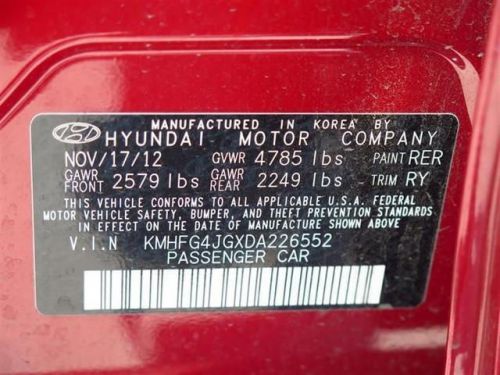 MANUFACTURED IN KOREA BY
HYUNDAI MOTOR COMPANY
NOV/17/12 GVWR 4785 lbs PAINT RER
GAWR FRONT 2579 lbs GAWR REAR 2249 lbs TRIM RY
THIS VEHICLE CONFORMS TO ALL APPLICABLE U.S.A. FEDERAL
MOTOR VEHICLE SAFETY, BUMPER, AND THEFT PREVENTION STANDARDS
IN EFFECT ON THE DATE OF MANUFACTURE SHOWN ABOVE
V.I.N KMHFG4JGXDA226552
PASSENGER CAR